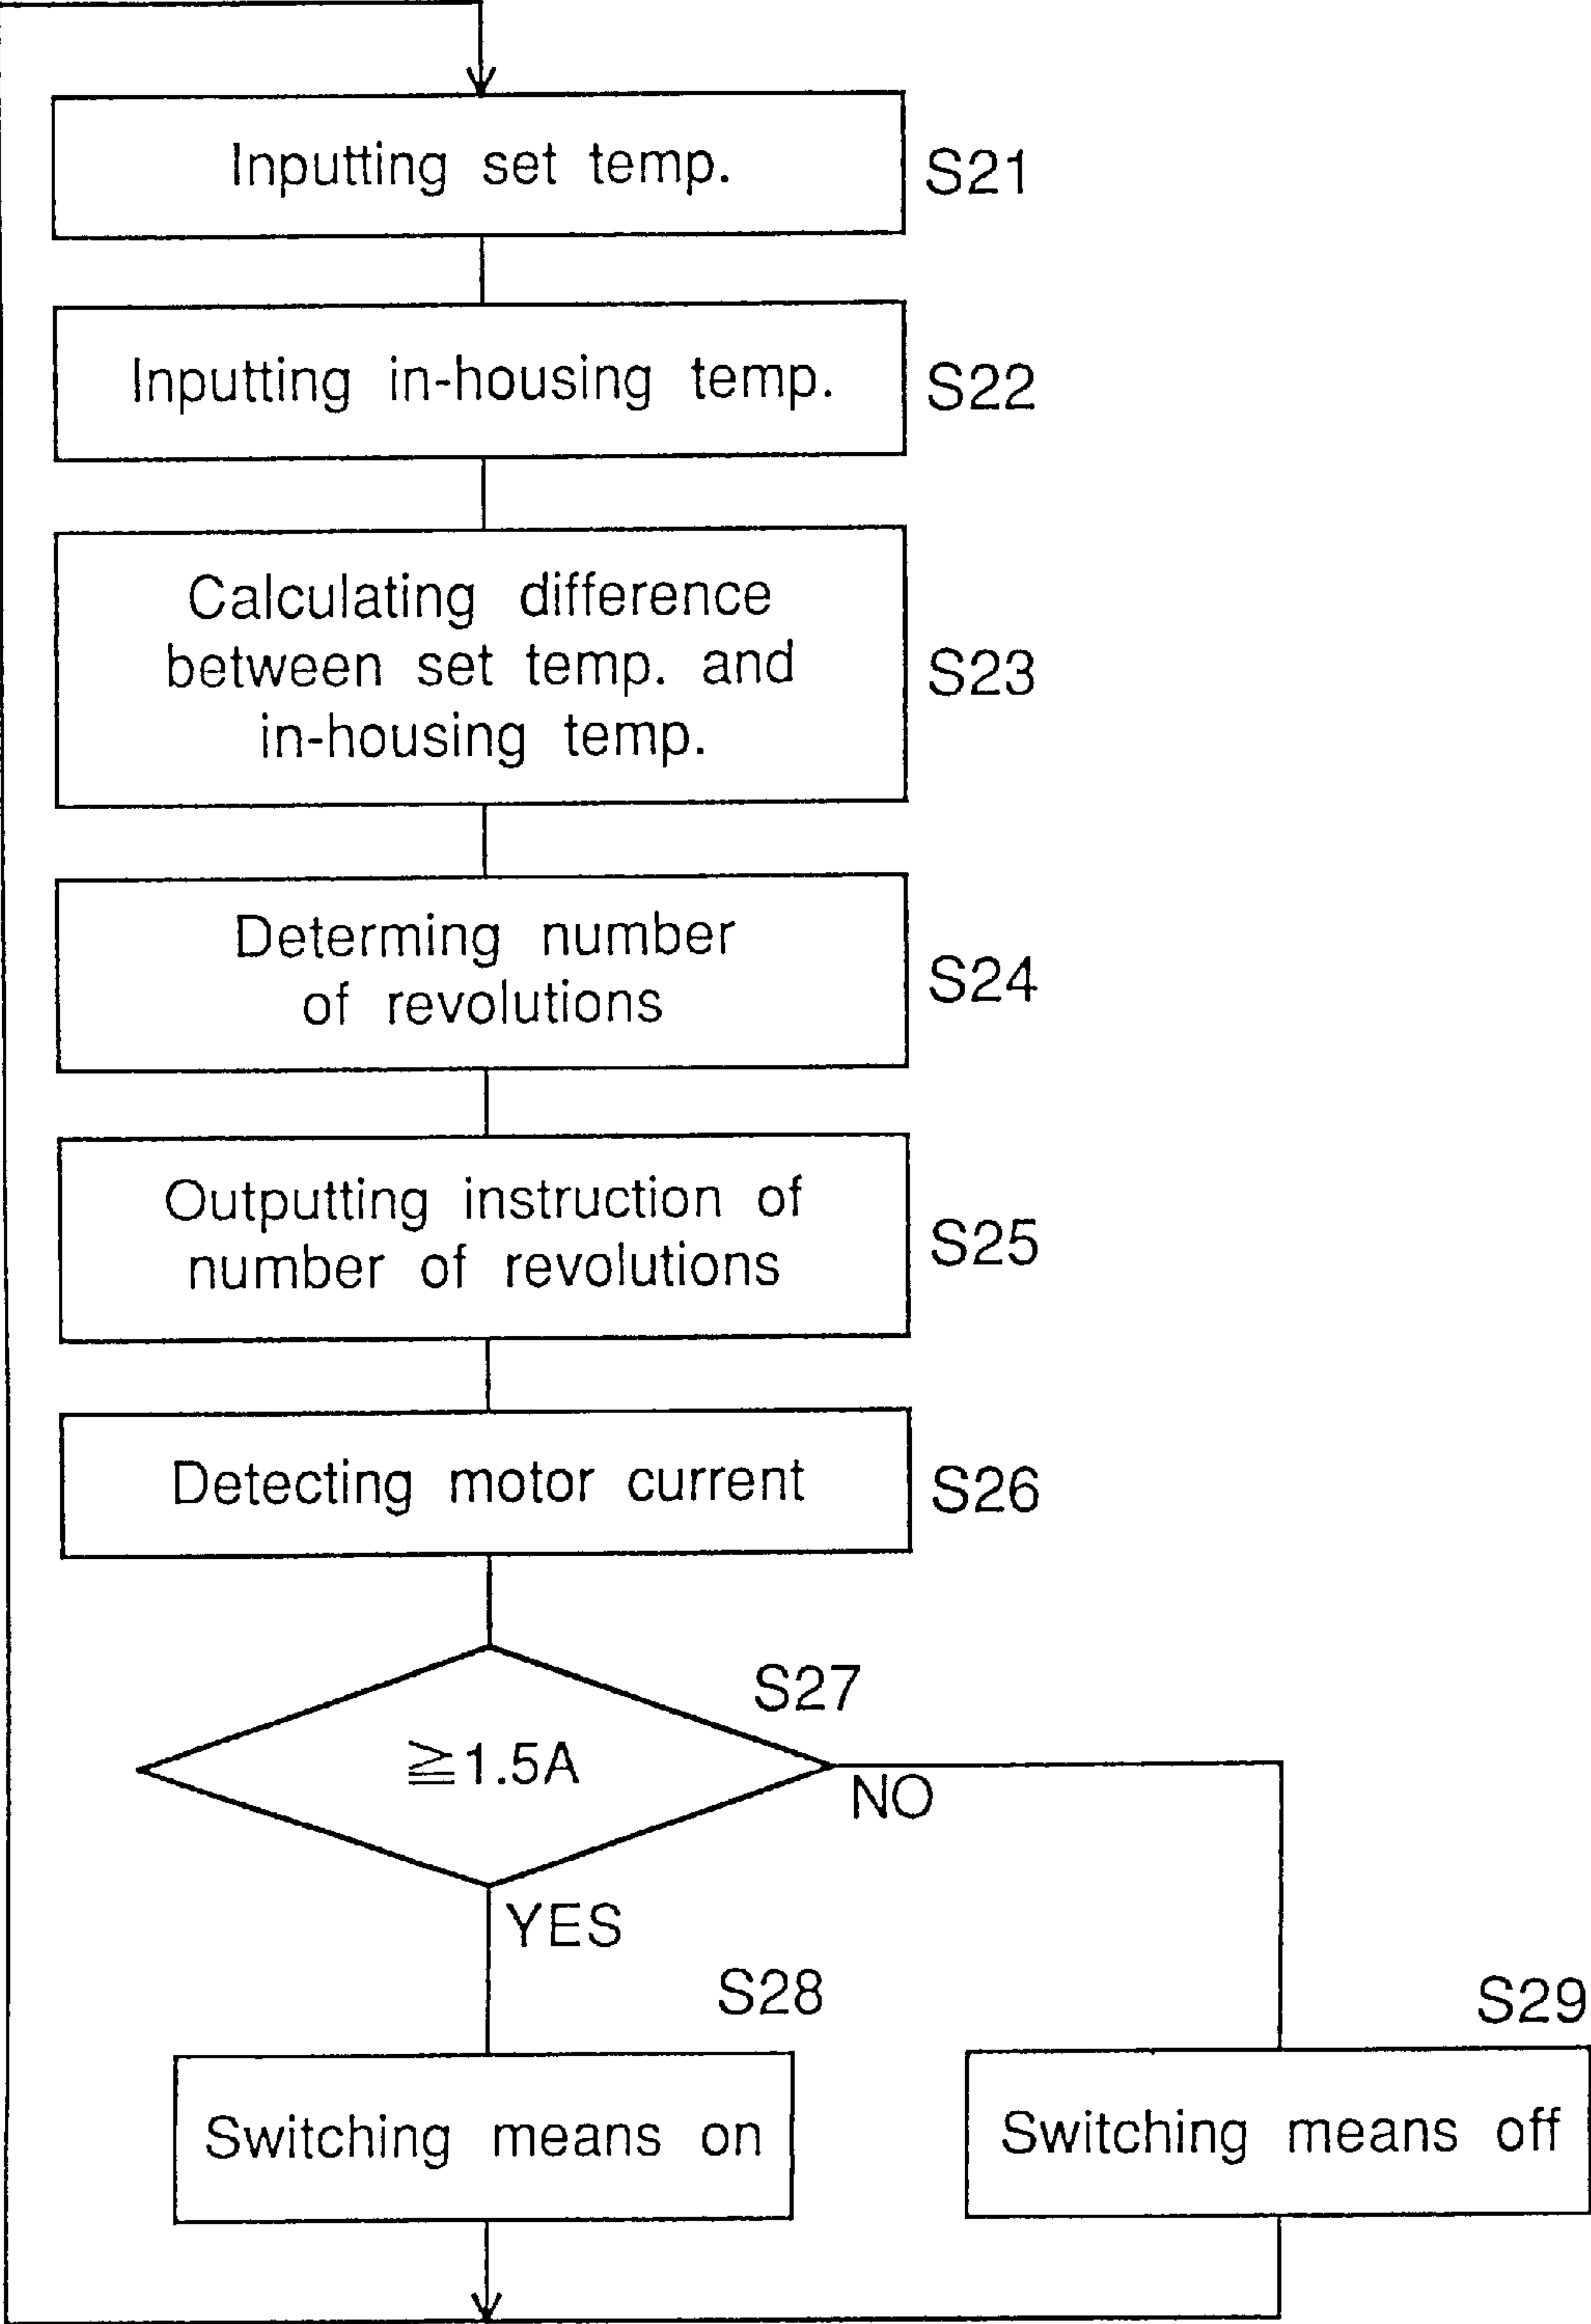 Inputting set temp.
S21
Inputting in-housing temp.
S22
Calculating difference
between set temp. and
in-housing temp.
S23
Determing number
of revolutions
S24
Outputting instruction of
number of revolutions
S25
Detecting motor current
S26
S27
≧1.5A
NO
YES
S28
Switching means on
S29
Switching means off